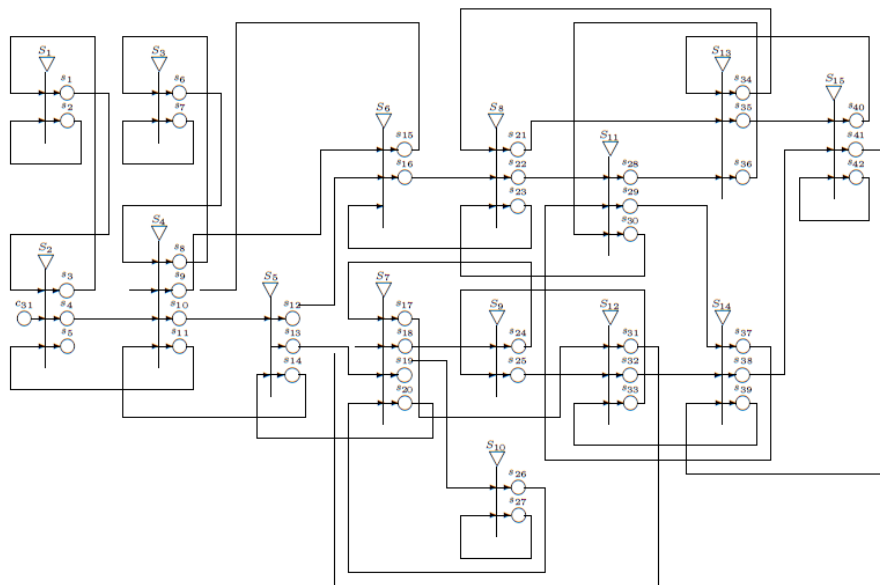 S₁
s₁
s₂
S₃
s₆
s₇
S₆
s₁₅
s₁₆
S₈
s₂₁
s₂₂
s₂₃
S₁₁
s₂₈
s₂₉
s₃₀
S₁₃
s₃₄
s₃₅
s₃₆
S₁₅
s₄₀
s₄₁
s₄₂
S₂
s₃
c₃₁
s₄
s₅
S₄
s₈
s₉
s₁₀
s₁₁
S₅
s₁₂
s₁₃
s₁₄
S₇
s₁₇
s₁₈
s₁₉
s₂₀
S₉
s₂₄
s₂₅
S₁₂
s₃₁
s₃₂
s₃₃
S₁₄
s₃₇
s₃₈
s₃₉
S₁₀
s₂₆
s₂₇